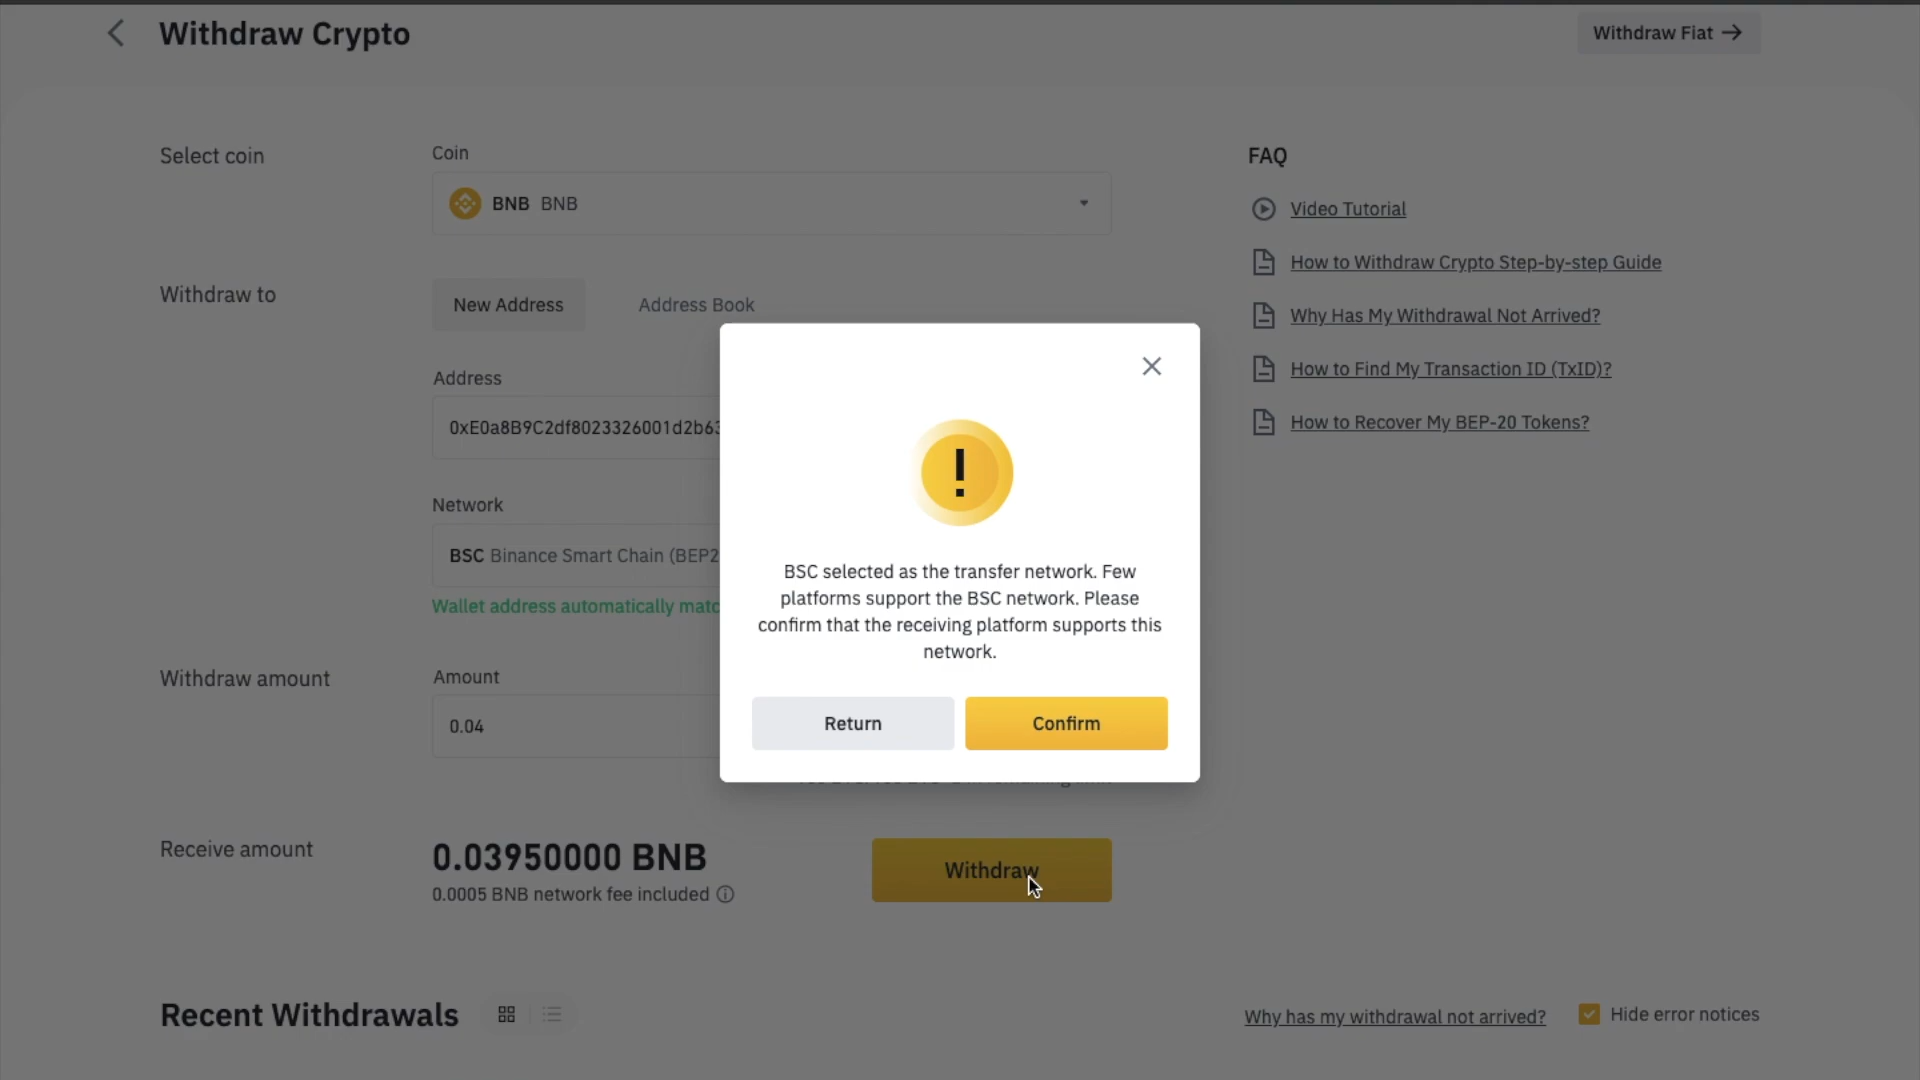 Withdraw Crypto
Withdraw Fiat
Select coin
Coin
BNB BNB
FAQ
Video Tutorial
How to Withdraw Crypto Step-by-step Guide
Why Has My Withdrawal Not Arrived?
How to Find My Transaction ID (TxID)?
How to Recover My BEP-20 Tokens?
Withdraw to
New Address
Address Book
Address
0xE0a8B9C2df8023326001d2b63
Network
BSC Binance Smart Chain (BEP2
Wallet address automatically matc
BSC selected as the transfer network. Few
platforms support the BSC network. Please
confirm that the receiving platform supports this
network.
Return
Confirm
Withdraw amount
Amount
0.04
Receive amount
0.03950000 BNB
0.0005 BNB network fee included
Withdraw
Recent Withdrawals
Why has my withdrawal not arrived?
Hide error notices